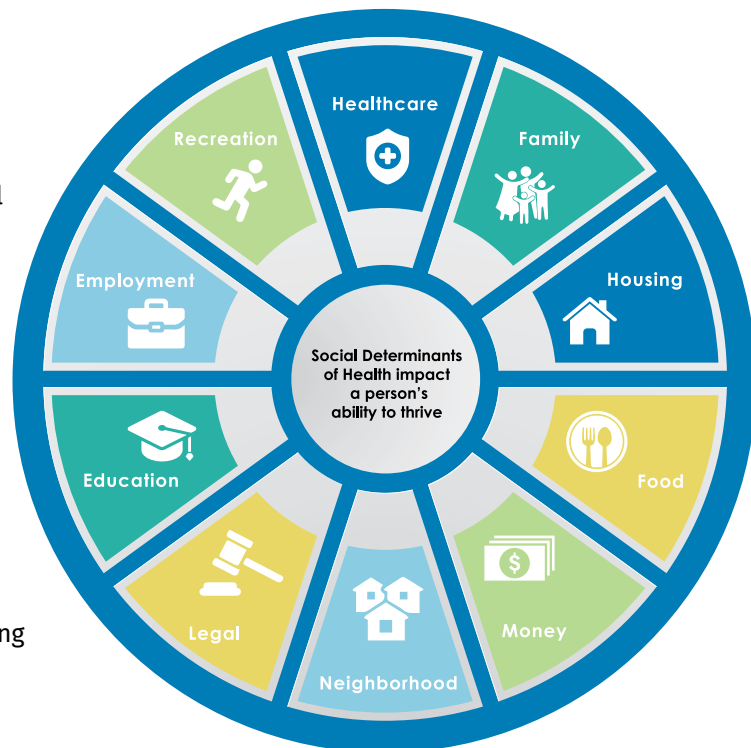 Healthcare
Family
Housing
Food
Money
Neighborhood
Legal
Education
Employment
Recreation
Social Determinants
of Health impact
a person's
ability to thrive
$